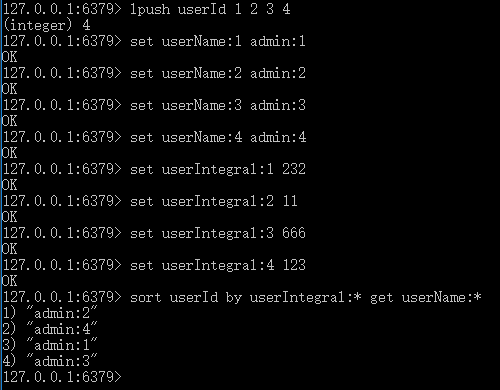 127.0.0.1:6379> lpush userId 1 2 3 4
(integer) 4
127.0.0.1:6379> set userName:1 admin:1
OK
127.0.0.1:6379> set userName:2 admin:2
OK
127.0.0.1:6379> set userName:3 admin:3
OK
127.0.0.1:6379> set userName:4 admin:4
OK
127.0.0.1:6379> set userIntegral:1 232
OK
127.0.0.1:6379> set userIntegral:2 11
OK
127.0.0.1:6379> set userIntegral:3 666
OK
127.0.0.1:6379> set userIntegral:4 123
OK
127.0.0.1:6379> sort userId by userIntegral:* get userName:*
1) "admin:2"
2) "admin:4"
3) "admin:1"
4) "admin:3"
127.0.0.1:6379>